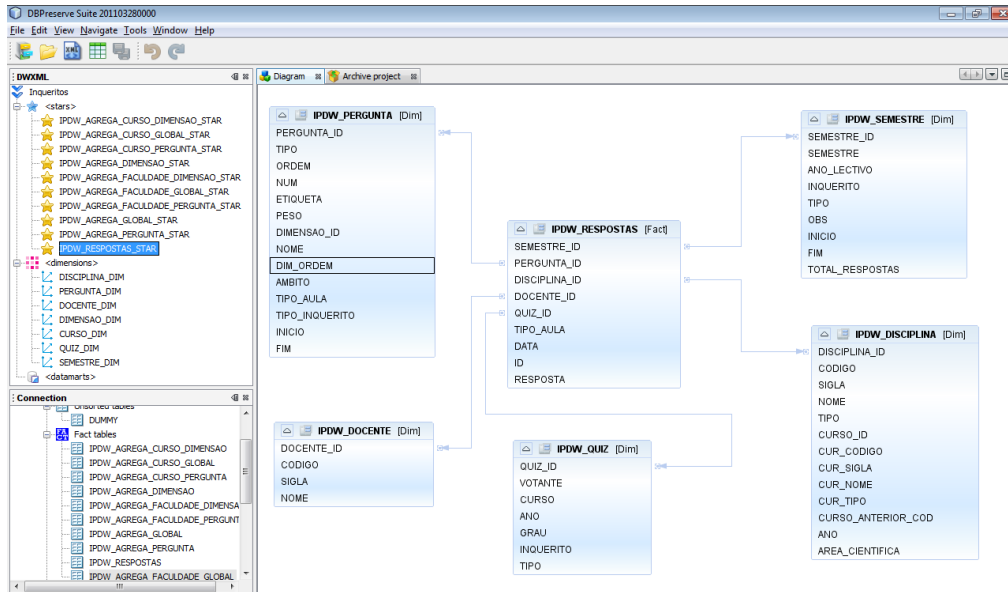 DBPreserve Suite 201103280000
File Edit View Navigate Tools Window Help
DWXML
Inqueritos
<stars>
IPDW_AGREGA_CURSO_DIMENSAO_STAR
IPDW_AGREGA_CURSO_GLOBAL_STAR
IPDW_AGREGA_CURSO_PERGUNTA_STAR
IPDW_AGREGA_DIMENSAO_STAR
IPDW_AGREGA_FACULDADE_DIMENSAO_STAR
IPDW_AGREGA_FACULDADE_GLOBAL_STAR
IPDW_AGREGA_FACULDADE_PERGUNTA_STAR
IPDW_AGREGA_GLOBAL_STAR
IPDW_AGREGA_PERGUNTA_STAR
IPDW_RESPOSTAS_STAR
<dimensions>
DISCIPLINA_DIM
PERGUNTA_DIM
DOCENTE_DIM
DIMENSAO_DIM
CURSO_DIM
QUIZ_DIM
SEMESTRE_DIM
<datamarts>
Connection
Unsorted tables
DUMMY
FACT Fact tables
IPDW_AGREGA_CURSO_DIMENSAO
IPDW_AGREGA_CURSO_GLOBAL
IPDW_AGREGA_CURSO_PERGUNTA
IPDW_AGREGA_DIMENSAO
IPDW_AGREGA_FACULDADE_DIMENSA
IPDW_AGREGA_FACULDADE_PERGUNT
IPDW_AGREGA_GLOBAL
IPDW_AGREGA_PERGUNTA
IPDW_RESPOSTAS
IPDW_AGREGA_FACULDADE_GLOBAL
Diagram Archive project
IPDW_PERGUNTA [Dim]
PERGUNTA_ID
TIPO
ORDEM
NUM
ETIQUETA
PESO
DIMENSAO_ID
NOME
DIM_ORDEM
AMBITO
TIPO_AULA
TIPO_INQUERITO
INICIO
FIM
IPDW_DOCENTE [Dim]
DOCENTE_ID
CODIGO
SIGLA
NOME
IPDW_RESPOSTAS [Fact]
SEMESTRE_ID
PERGUNTA_ID
DISCIPLINA_ID
DOCENTE_ID
QUIZ_ID
TIPO_AULA
DATA
ID
RESPOSTA
IPDW_QUIZ [Dim]
QUIZ_ID
VOTANTE
CURSO
ANO
GRAU
INQUERITO
TIPO
IPDW_SEMESTRE [Dim]
SEMESTRE_ID
SEMESTRE
ANO_LECTIVO
INQUERITO
TIPO
OBS
INICIO
FIM
TOTAL_RESPOSTAS
IPDW_DISCIPLINA [Dim]
DISCIPLINA_ID
CODIGO
SIGLA
NOME
TIPO
CURSO_ID
CUR_CODIGO
CUR_SIGLA
CUR_NOME
CUR_TIPO
CURSO_ANTERIOR_COD
ANO
AREA_CIENTIFICA